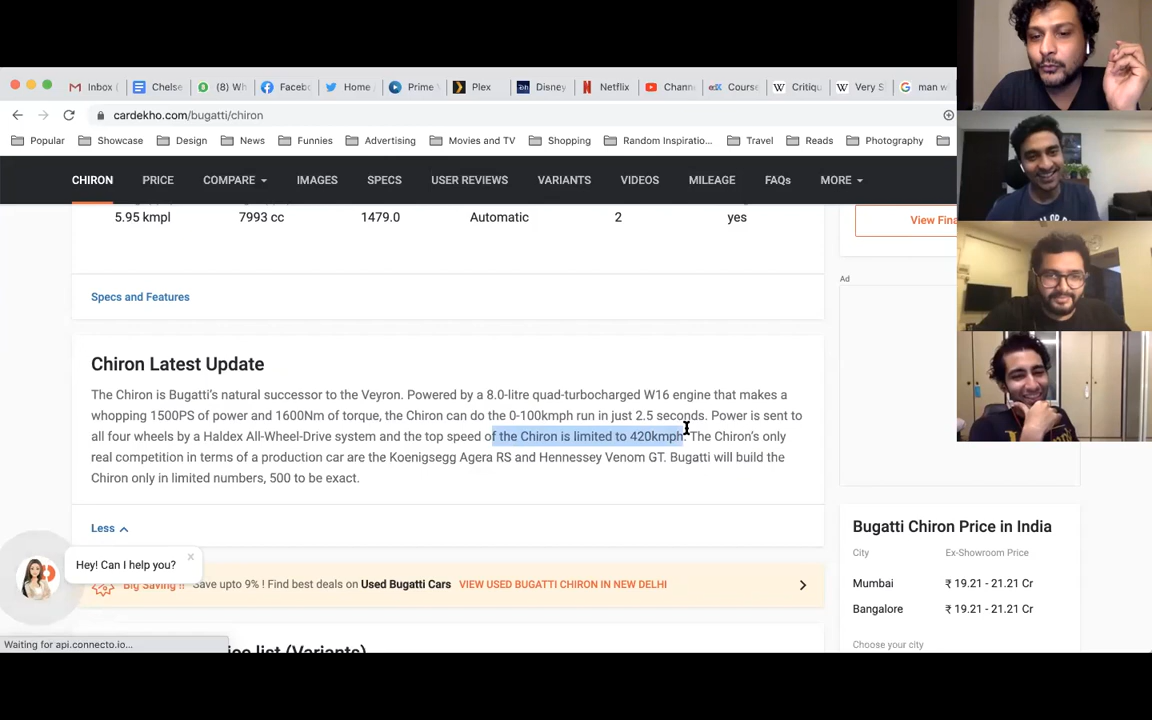 Inbox (
Chelse
(8) Wh
Facebo
Home
Prime
Plex
Disney
Netflix
Chann
edX Course
W Critiqu
W Very S
G man w
cardekho.com/bugatti/chiron
Popular Showcase Design News Funnies Advertising Movies and TV Shopping Random Inspiratio... Travel Reads Photography
CHIRON PRICE COMPARE IMAGES SPECS USER REVIEWS VARIANTS VIDEOS MILEAGE FAQs MORE
5.95 kmpl 7993 cc 1479.0 Automatic 2 yes
View Fina
Specs and Features
Ad
Chiron Latest Update
The Chiron is Bugatti's natural successor to the Veyron. Powered by a 8.0-litre quad-turbocharged W16 engine that makes a
whopping 1500PS of power and 1600Nm of torque, the Chiron can do the 0-100kmph run in just 2.5 seconds. Power is sent to
all four wheels by a Haldex All-Wheel-Drive system and the top speed of the Chiron is limited to 420kmph. The Chiron's only
real competition in terms of a production car are the Koenigsegg Agera RS and Hennessey Venom GT. Bugatti will build the
Chiron only in limited numbers, 500 to be exact.
Less
Hey! Can I help you?
Big Saving !! Save upto 9% ! Find best deals on Used Bugatti Cars VIEW USED BUGATTI CHIRON IN NEW DELHI
Bugatti Chiron Price in India
City Ex-Showroom Price
Mumbai ₹ 19.21 - 21.21 Cr
Bangalore ₹ 19.21 - 21.21 Cr
Choose your city
Waiting for api.connecto.io...
ice list (Variants)